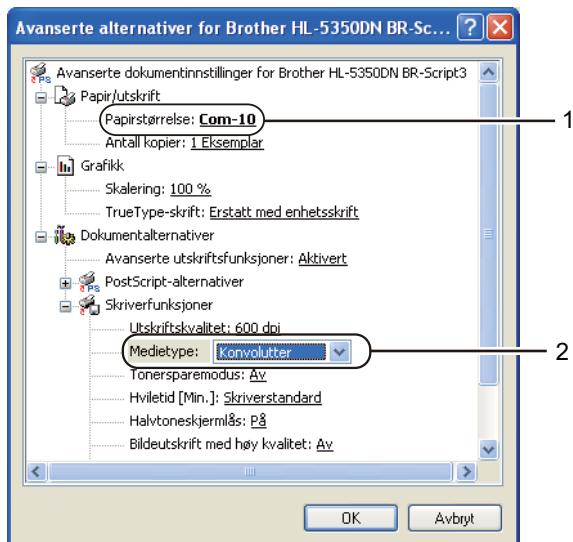 Avanserte alternativer for Brother HL-5350DN BR-Sc...
Avanserte dokumentinnstillinger for Brother HL-5350DN BR-Script3
Papir/utskrift
Papirstørrelse: Com-10
1
Antall kopier: 1 Eksemplar
Grafikk
Skalering: 100 %
TrueType-skrift: Erstatt med enhetsskrift
Dokumentalternativer
Avanserte utskriftsfunksjoner: Aktivert
PostScript-alternativer
Skriverfunksjoner
Utskriftskvalitet: 600 dpi
Medietype: Konvolutter
2
Tonersparemodus: Av
Hviletid [Min.]: Skriverstandard
Halvtoneskjermlås: På
Bildeutskrift med høy kvalitet: Av
OK Avbryt